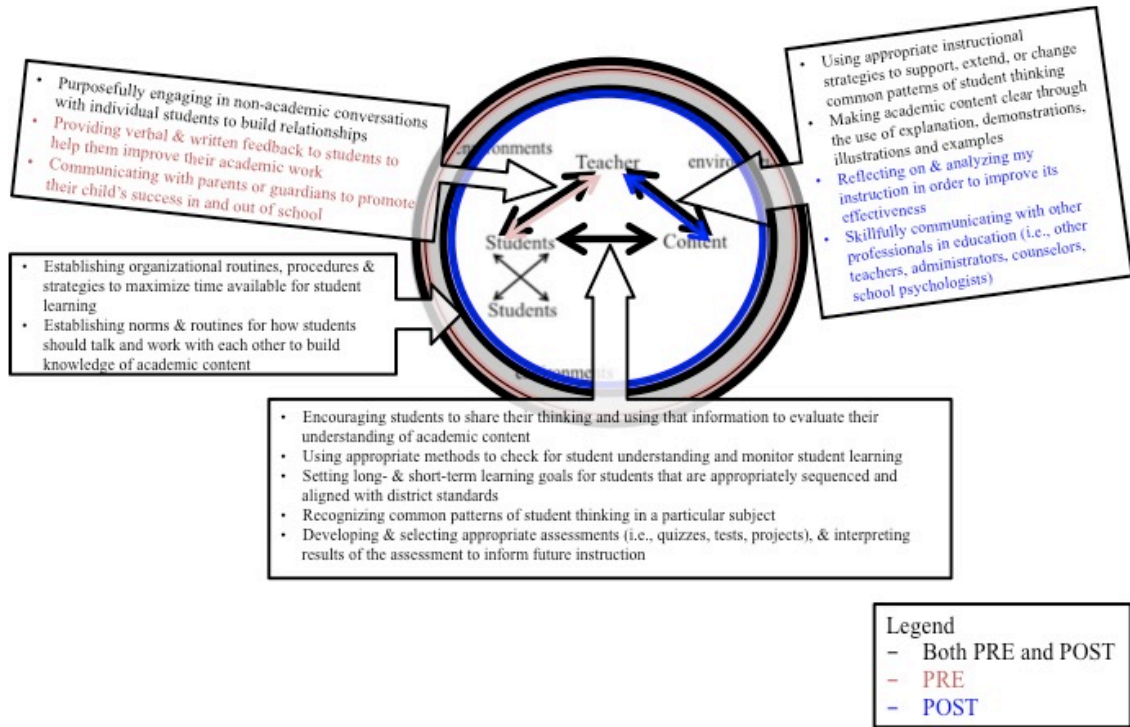 • Purposefully engaging in non-academic conversations
with individual students to build relationships
• Providing verbal & written feedback to students to
help them improve their academic work
• Communicating with parents or guardians to promote
their child's success in and out of school
• Using appropriate instructional
strategies to support, extend, or change
common patterns of student thinking
• Making academic content clear through
the use of explanation, demonstrations,
illustrations and examples
• Reflecting on & analyzing my
instruction in order to improve its
effectiveness
• Skillfully communicating with other
professionals in education (i.e., other
teachers, administrators, counselors,
school psychologists)
environments
Teacher
Students
Content
Students
environments
• Establishing organizational routines, procedures &
strategies to maximize time available for student
learning
• Establishing norms & routines for how students
should talk and work with each other to build
knowledge of academic content
• Encouraging students to share their thinking and using that information to evaluate their
understanding of academic content
• Using appropriate methods to check for student understanding and monitor student learning
• Setting long- & short-term learning goals for students that are appropriately sequenced and
aligned with district standards
• Recognizing common patterns of student thinking in a particular subject
• Developing & selecting appropriate assessments (i.e., quizzes, tests, projects), & interpreting
results of the assessment to inform future instruction
Legend
– Both PRE and POST
– PRE
– POST